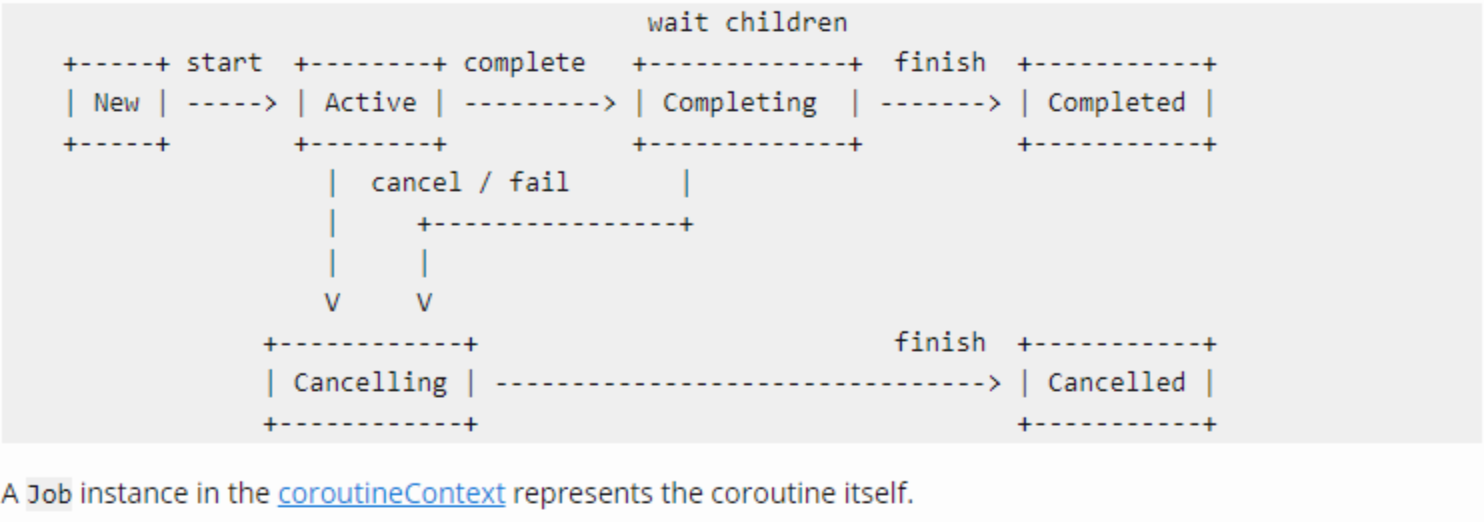 wait children
    +-----+ start  +--------+ complete   +-------------+  finish  +-----------+
    | New | -----> | Active | ---------> | Completing  | -------> | Completed |
    +-----+        +--------+            +-------------+          +-----------+
                     |  cancel / fail       |
                     |     +----------------+
                     |     |
                     V     V
                 +------------+                           finish  +-----------+
                 | Cancelling | --------------------------------> | Cancelled |
                 +------------+                                   +-----------+
A Job instance in the coroutineContext represents the coroutine itself.